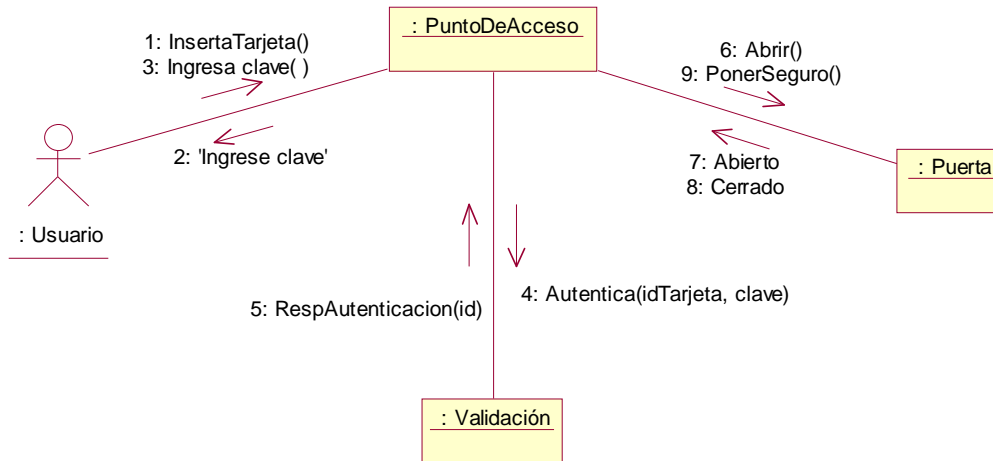 : PuntoDeAcceso
1: InsertaTarjeta()
3: Ingresa clave( )
6: Abrir()
9: PonerSeguro()
2: 'Ingrese clave'
7: Abierto
8: Cerrado
: Puerta
: Usuario
5: RespAutenticacion(id)
4: Autentica(idTarjeta, clave)
: Validación